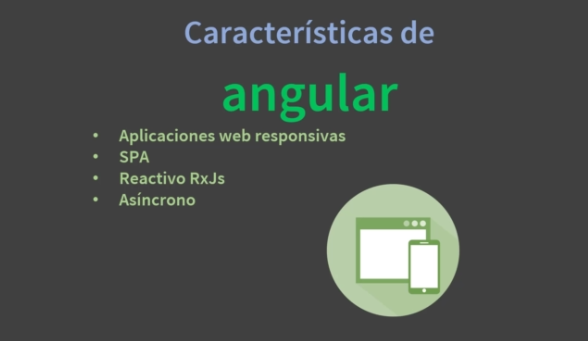 Características de
angular
• Aplicaciones web responsivas
• SPA
• Reactivo RxJs
• Asíncrono